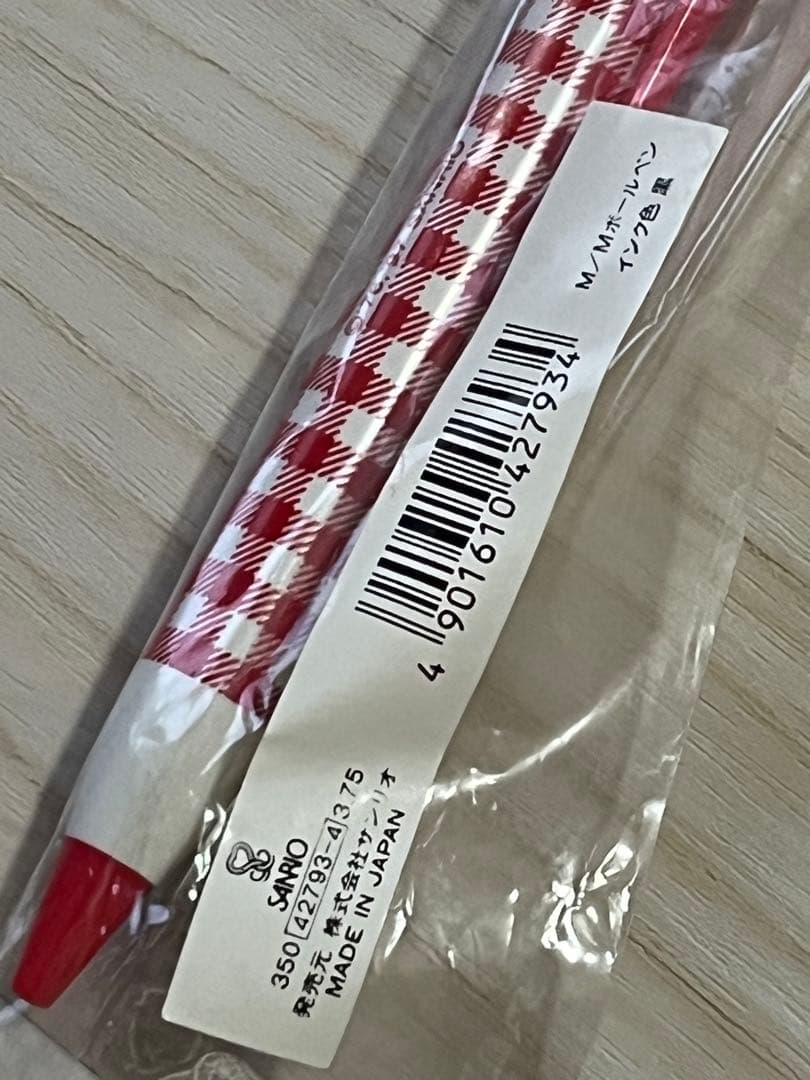 M/Mボールペン
インク色 黒
4 901610 427934
SANRIO
350 42793-4 375
発売元 株式会社サンリオ
MADE IN JAPAN